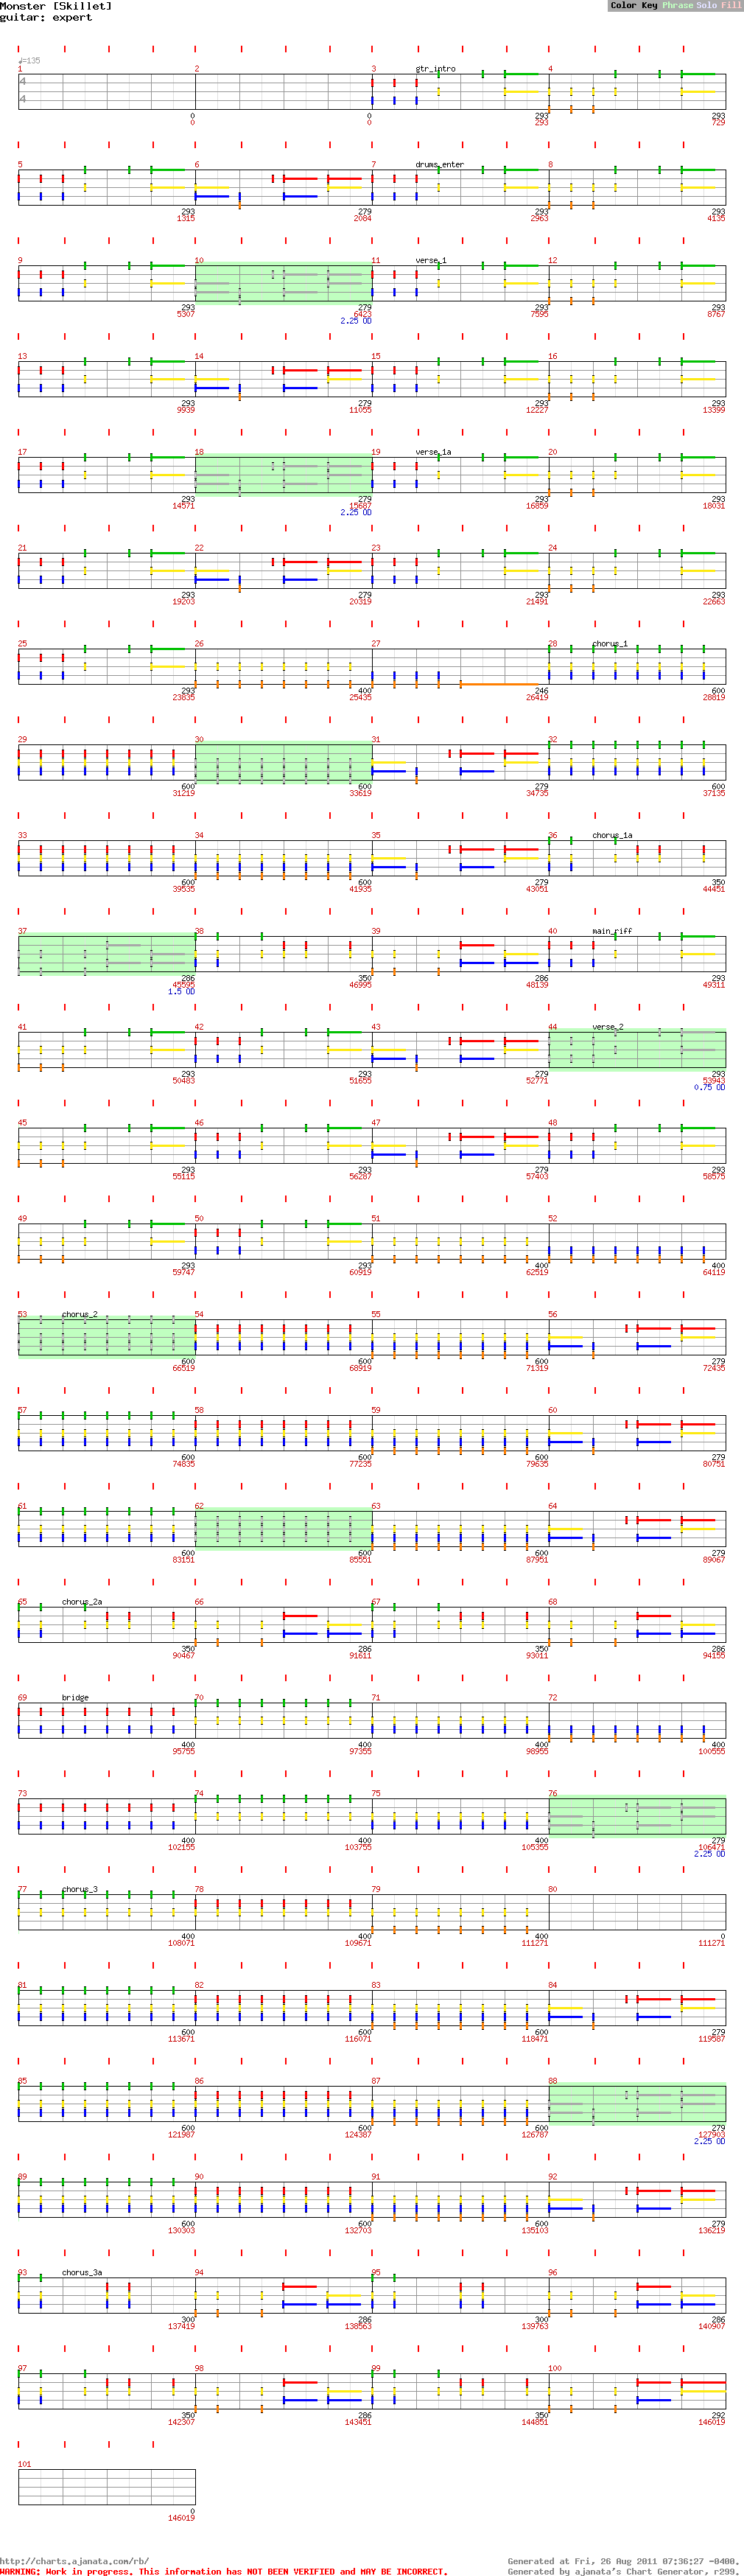 Monster [Skillet]
Color Key Phrase Solo Fill
guitar: expert
♩=135
1 2 3 gtr_intro 4
4
4
0 0 293 293
0 0 293 729
5 6 7 drums_enter 8
293 279 293 293
1315 2084 2963 4135
9 10 11 verse_1 12
293 279 293 293
5307 6423 7595 8767
2.25 OD
13 14 15 16
293 279 293 293
9939 11055 12227 13399
17 18 19 verse_1a 20
293 279 293 293
14571 15687 16859 18031
2.25 OD
21 22 23 24
293 279 293 293
19203 20319 21491 22663
25 26 27 28 chorus_1
293 400 246 600
23835 25435 26419 28819
29 30 31 32
600 600 279 600
31219 33619 34735 37135
33 34 35 36 chorus_1a
600 600 279 350
39535 41935 43051 44451
37 38 39 40 main_riff
286 350 286 293
45595 46995 48139 49311
1.5 OD
41 42 43 44 verse_2
293 293 279 293
50483 51655 52771 53943
0.75 OD
45 46 47 48
293 293 279 293
55115 56287 57403 58575
49 50 51 52
293 293 400 400
59747 60919 62519 64119
53 chorus_2 54 55 56
600 600 600 279
66519 68919 71319 72435
57 58 59 60
600 600 600 279
74835 77235 79635 80751
61 62 63 64
600 600 600 279
83151 85551 87951 89067
65 chorus_2a 66 67 68
350 286 350 286
90467 91611 93011 94155
69 bridge 70 71 72
400 400 400 400
95755 97355 98955 100555
73 74 75 76
400 400 400 279
102155 103755 105355 106471
2.25 OD
77 chorus_3 78 79 80
400 400 400 0
108071 109671 111271 111271
81 82 83 84
600 600 600 279
113671 116071 118471 119587
85 86 87 88
600 600 600 279
121987 124387 126787 127903
2.25 OD
89 90 91 92
600 600 600 279
130303 132703 135103 136219
93 chorus_3a 94 95 96
300 286 300 286
137419 138563 139763 140907
97 98 99 100
350 286 350 292
142307 143451 144851 146019
101
0
146019
http://charts.ajanata.com/rb/
Generated at Fri, 26 Aug 2011 07:36:27 -0400.
WARNING: Work in progress. This information has NOT BEEN VERIFIED and MAY BE INCORRECT.
Generated by ajanata's Chart Generator, r299.